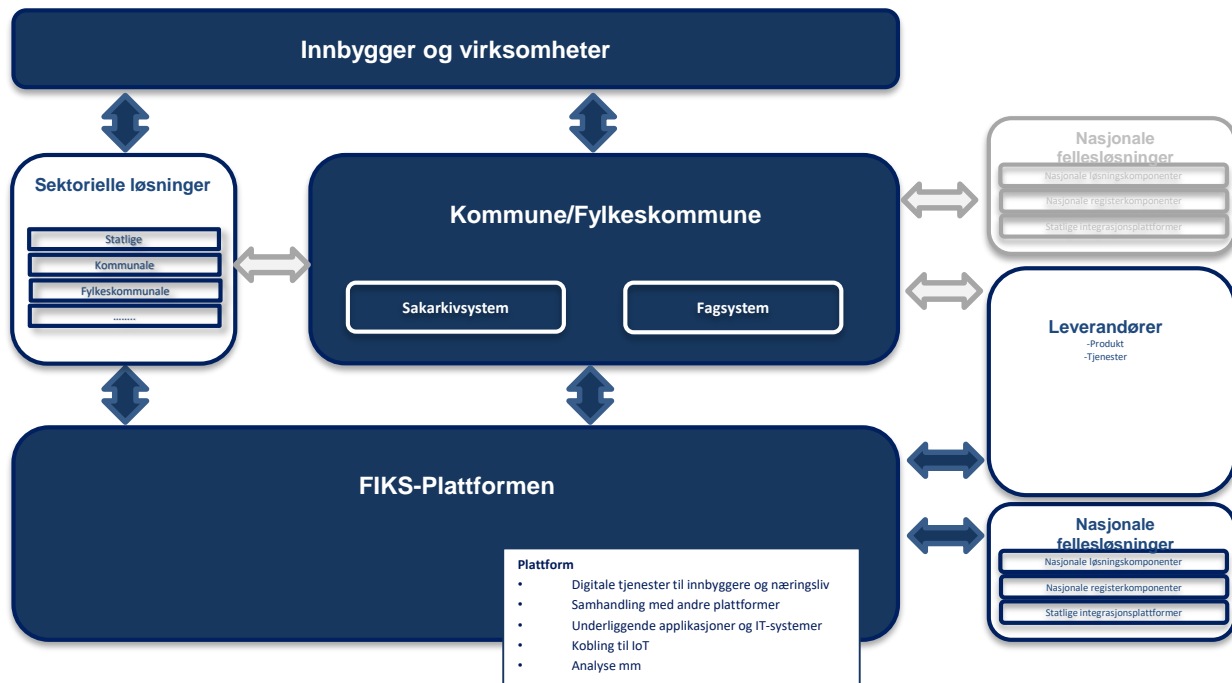 Innbygger og virksomheter
Sektorielle løsninger
Statlige
Kommunale
Fylkeskommunale
........
Kommune/Fylkeskommune
Sakarkivsystem
Fagsystem
Nasjonale
fellesløsninger
Nasjonale løsningskomponenter
Nasjonale registerkomponenter
Statlige integrasjonsplattformer
Leverandører
-Produkt
-Tjenester
FIKS-Plattformen
Plattform
• Digitale tjenester til innbyggere og næringsliv
• Samhandling med andre plattformer
• Underliggende applikasjoner og IT-systemer
• Kobling til IoT
• Analyse mm
Nasjonale
fellesløsninger
Nasjonale løsningskomponenter
Nasjonale registerkomponenter
Statlige integrasjonsplattformer